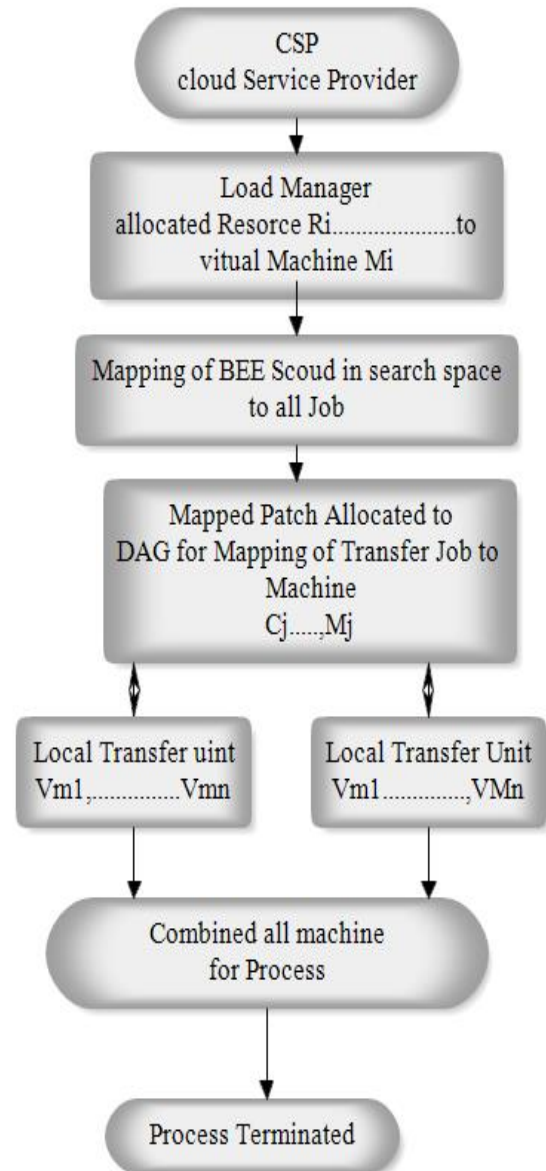 CSP
cloud Service Provider
Load Manager
allocated Resorce Ri.....................to
vitual Machine Mi
Mapping of BEE Scoud in search space
to all Job
Mapped Patch Allocated to
DAG for Mapping of Transfer Job to
Machine
Cj.....,Mj
Local Transfer uint
Vm1,...............Vmn
Local Transfer Unit
Vm1..............,VMn
Combined all machine
for Process
Process Terminated